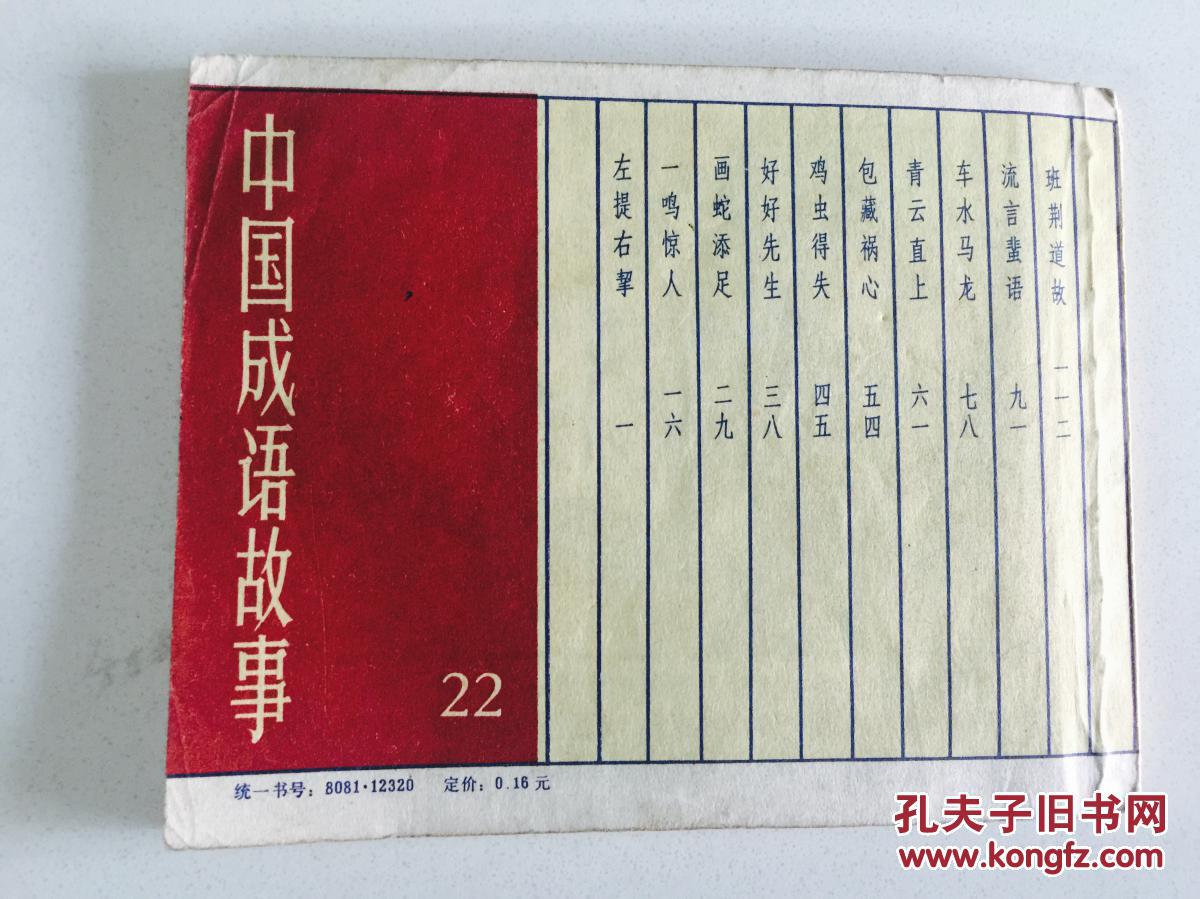 中国成语故事
22
左提右挈 一
一鸣惊人 一六
画蛇添足 二九
好好先生 三八
鸡虫得失 四五
包藏祸心 五四
青云直上 六一
车水马龙 七八
流言蜚语 九一
班荆道故 一一二
统一书号：8081·12320 定价：0.16元
孔夫子旧书网
www.kongfz.com